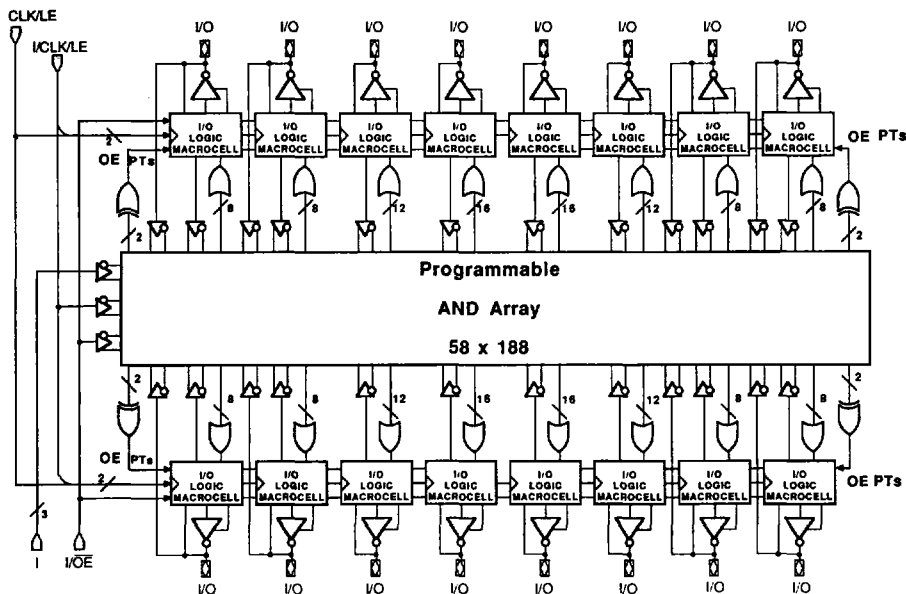 CLK/LE
I/CLK/LE
I/O I/O I/O I/O I/O I/O I/O I/O
I/O LOGIC MACROCELL
I/O LOGIC MACROCELL
I/O LOGIC MACROCELL
I/O LOGIC MACROCELL
I/O LOGIC MACROCELL
I/O LOGIC MACROCELL
I/O LOGIC MACROCELL
I/O LOGIC MACROCELL
2
OE PTs
OE PTs
8 8 12 16 16 12 8 8
2 2
Programmable
AND Array
58 x 188
2 2
8 8 12 16 16 12 8 8
OE PTs
OE PTs
2
I/O LOGIC MACROCELL
I/O LOGIC MACROCELL
I/O LOGIC MACROCELL
I/O LOGIC MACROCELL
I/O LOGIC MACROCELL
I/O LOGIC MACROCELL
I/O LOGIC MACROCELL
I/O LOGIC MACROCELL
3
I
I/O̅E̅
I/O I/O I/O I/O I/O I/O I/O I/O